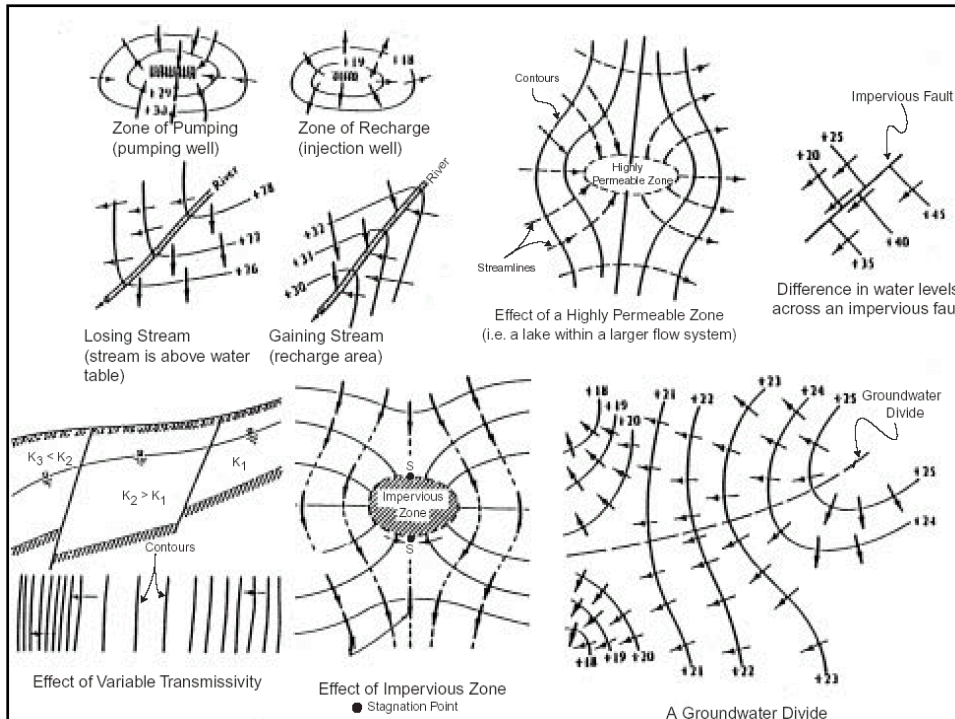 +29
+33
Zone of Pumping
(pumping well)
+19
+18
Zone of Recharge
(injection well)
River
+78
+77
+76
Losing Stream
(stream is above water
table)
River
+32
+31
+30
Gaining Stream
(recharge area)
Contours
Highly
Permeable Zone
Streamlines
Effect of a Highly Permeable Zone
(i.e. a lake within a larger flow system)
Impervious Fault
+25
+20
+45
+40
+35
Difference in water levels
across an impervious fau
K3 < K2
K1
K2 > K1
Contours
Effect of Variable Transmissivity
S
Impervious
Zone
S
Effect of Impervious Zone
Stagnation Point
+18
+19
+20
+21
+22
+23
+24
+25
Groundwater
Divide
+25
+24
+18
+19
+20
+21
+22
+23
A Groundwater Divide